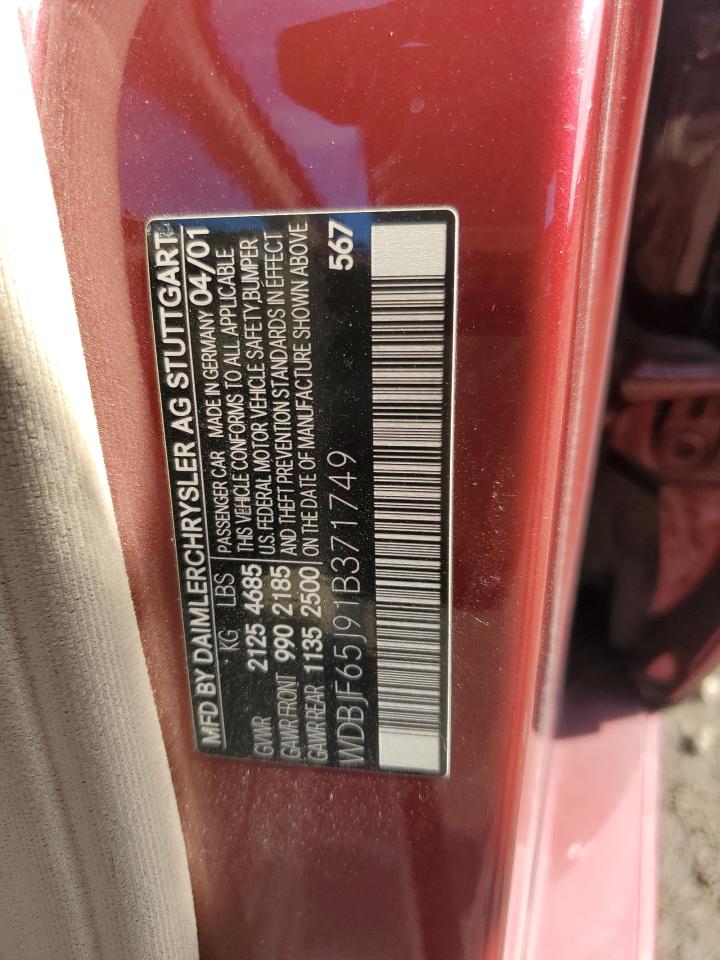 MFD BY DAIMLERCHRYSLER AG STUTTGART
KG LBS PASSENGER CAR MADE IN GERMANY 04/01
GVWR 2125 4685 THIS VEHICLE CONFORMS TO ALL APPLICABLE
U.S. FEDERAL MOTOR VEHICLE SAFETY, BUMPER
GAWR FRONT 990 2185 AND THEFT PREVENTION STANDARDS IN EFFECT
GAWR REAR 1135 2500 ON THE DATE OF MANUFACTURE SHOWN ABOVE
WDBJF65J91B371749 567